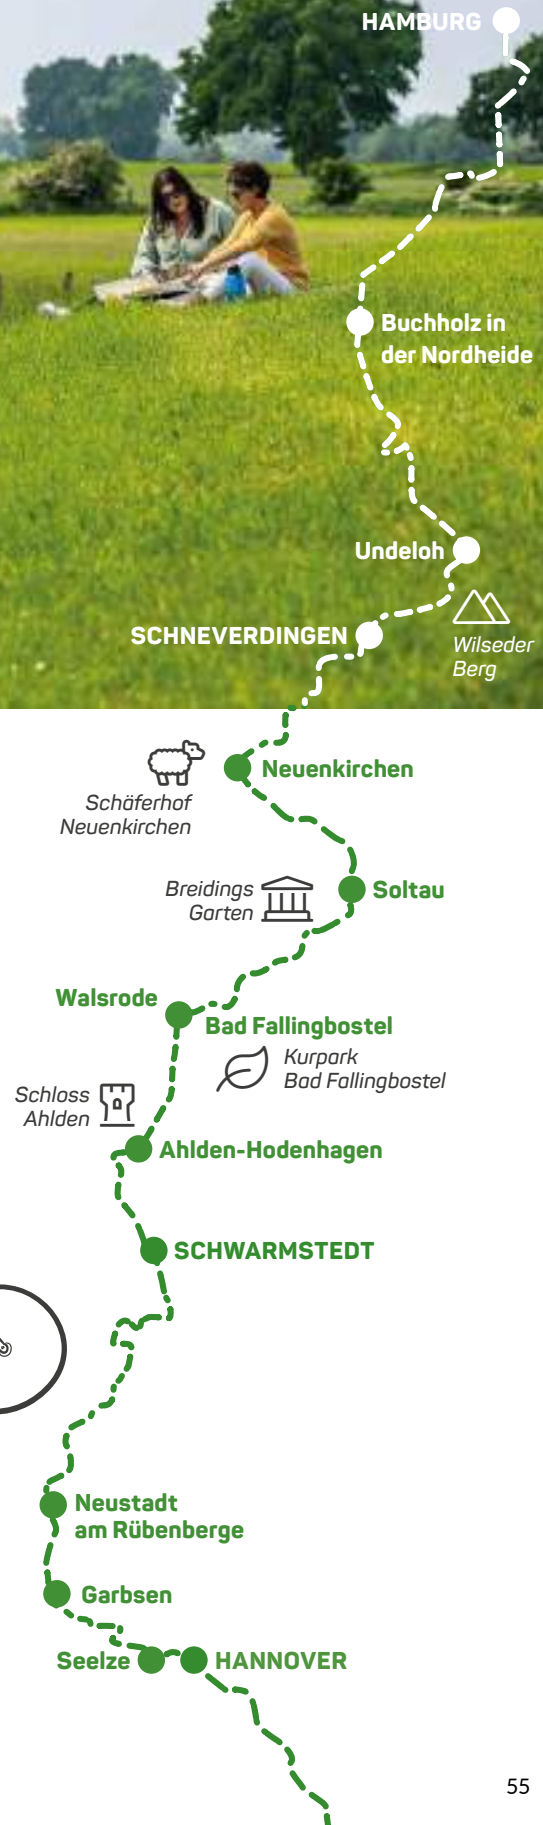 HAMBURG
Buchholz in
der Nordheide
Undeloh
SCHNEVERDINGEN
Wilseder
Berg
Neuenkirchen
Schäferhof
Neuenkirchen
Breidings
Garten
Soltau
Walsrode
Bad Fallingbostel
Kurpark
Bad Fallingbostel
Schloss
Ahlden
Ahlden-Hodenhagen
SCHWARMSTEDT
Neustadt
am Rübenberge
Garbsen
Seelze
HANNOVER
55